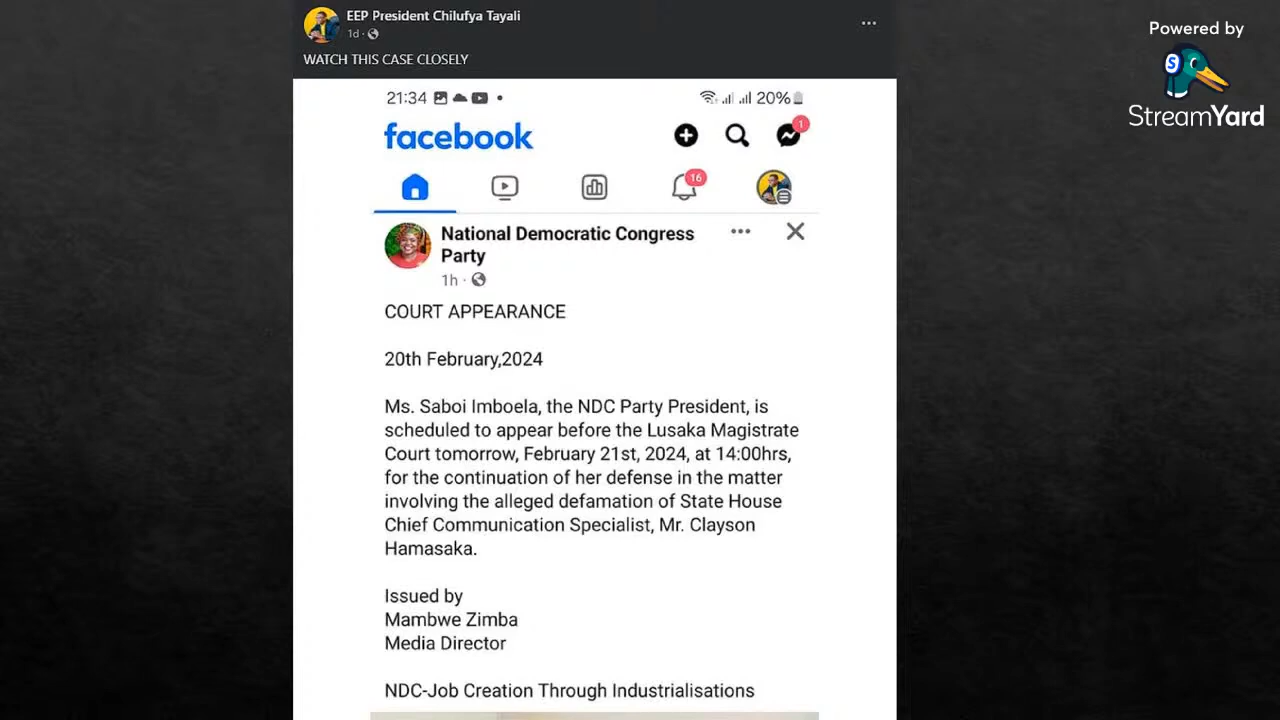 EEP President Chilufya Tayali
1d ·
WATCH THIS CASE CLOSELY
Powered by
S
StreamYard
21:34
20%
facebook
1
16
National Democratic Congress
Party
1h ·
COURT APPEARANCE
20th February,2024
Ms. Saboi Imboela, the NDC Party President, is
scheduled to appear before the Lusaka Magistrate
Court tomorrow, February 21st, 2024, at 14:00hrs,
for the continuation of her defense in the matter
involving the alleged defamation of State House
Chief Communication Specialist, Mr. Clayson
Hamasaka.
Issued by
Mambwe Zimba
Media Director
NDC-Job Creation Through Industrialisations